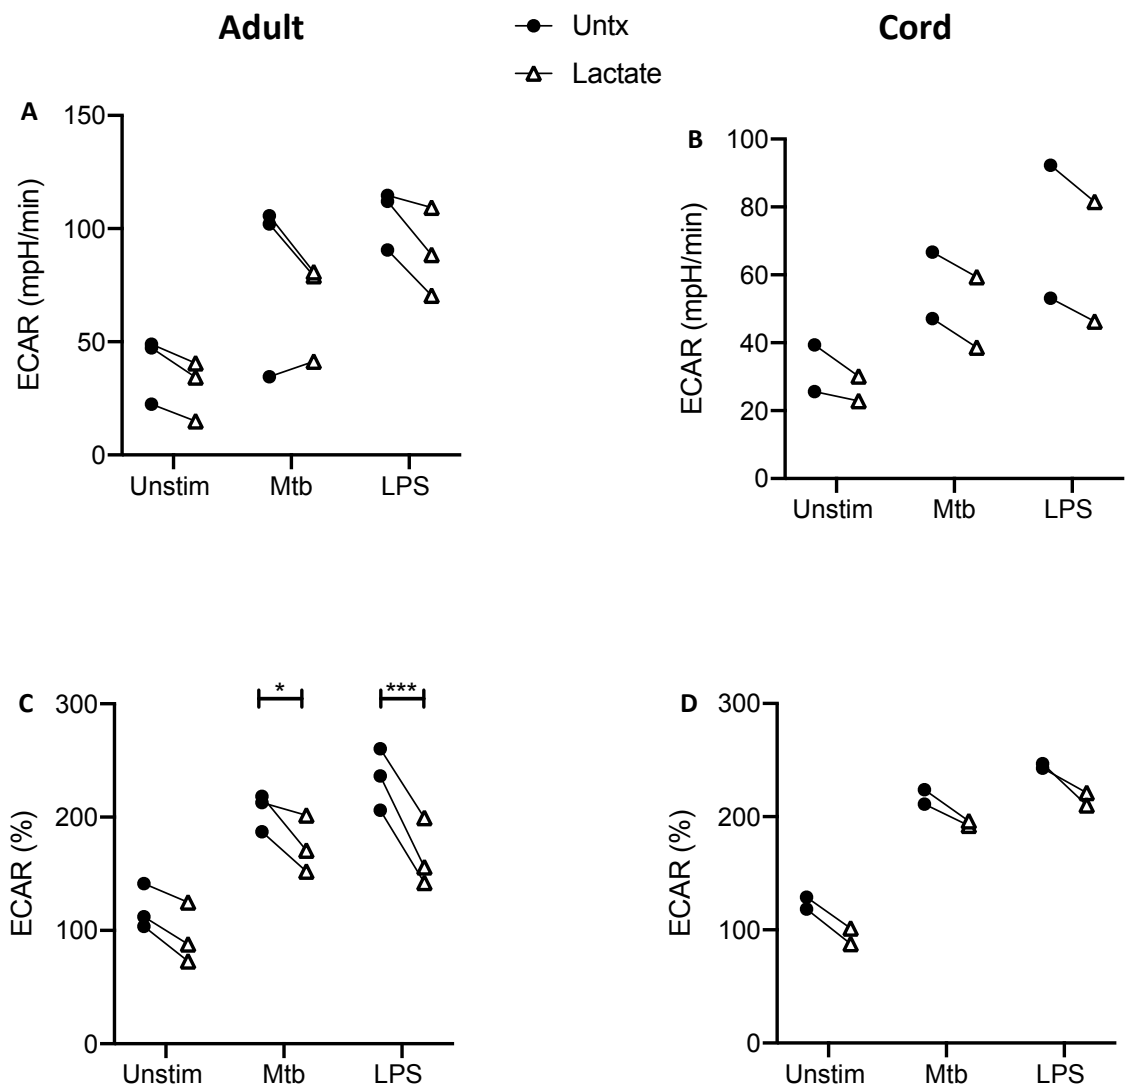 Adult
Untx
Lactate
Cord
A
150
100
50
0
ECAR (mpH/min)
Unstim Mtb LPS
B
100
80
60
40
20
0
ECAR (mpH/min)
Unstim Mtb LPS
C
300
200
100
0
ECAR (%)
* ***
Unstim Mtb LPS
D
300
200
100
0
ECAR (%)
Unstim Mtb LPS